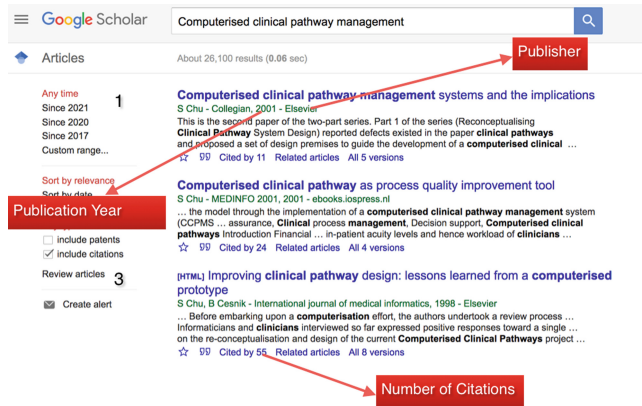 Google Scholar
Computerised clinical pathway management
Articles
About 26,100 results (0.06 sec)
Publisher
Any time
1
Since 2021
Since 2020
Since 2017
Custom range...
Sort by relevance
Sort by date
Publication Year
include patents
include citations
Review articles
3
Create alert
Computerised clinical pathway management systems and the implications
S Chu - Collegian, 2001 - Elsevier
This is the second paper of the two-part series. Part 1 of the series (Reconceptualising
Clinical Pathway System Design) reported defects existed in the paper clinical pathways
and proposed a set of design premises to guide the development of a computerised clinical …
Cited by 11 Related articles All 5 versions
Computerised clinical pathway as process quality improvement tool
S Chu - MEDINFO 2001, 2001 - ebooks.iospress.nl
… the model through the implementation of a computerised clinical pathway management system
(CCPMS … assurance, Clinical process management, Decision support, Computerised clinical
pathways Introduction Financial … in-patient acuity levels and hence workload of clinicians …
Cited by 24 Related articles All 4 versions
[HTML] Improving clinical pathway design: lessons learned from a computerised
prototype
S Chu, B Cesnik - International journal of medical informatics, 1998 - Elsevier
… Before embarking upon a computerisation effort, the authors undertook a review process …
Informaticians and clinicians interviewed so far expressed positive responses toward a single …
on the re-conceptualisation and design of the current Computerised Clinical Pathways project …
Cited by 55 Related articles All 8 versions
Number of Citations